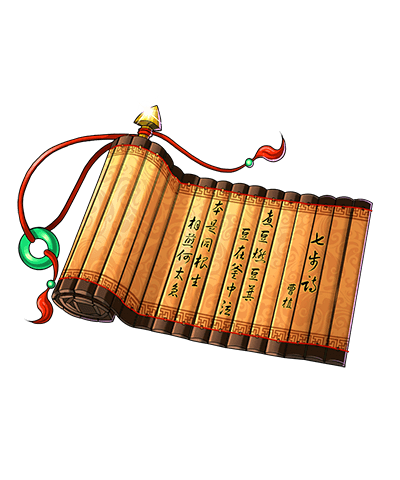 七步诗
曹植
煮豆燃豆萁
豆在釜中泣
本是同根生
相煎何太急